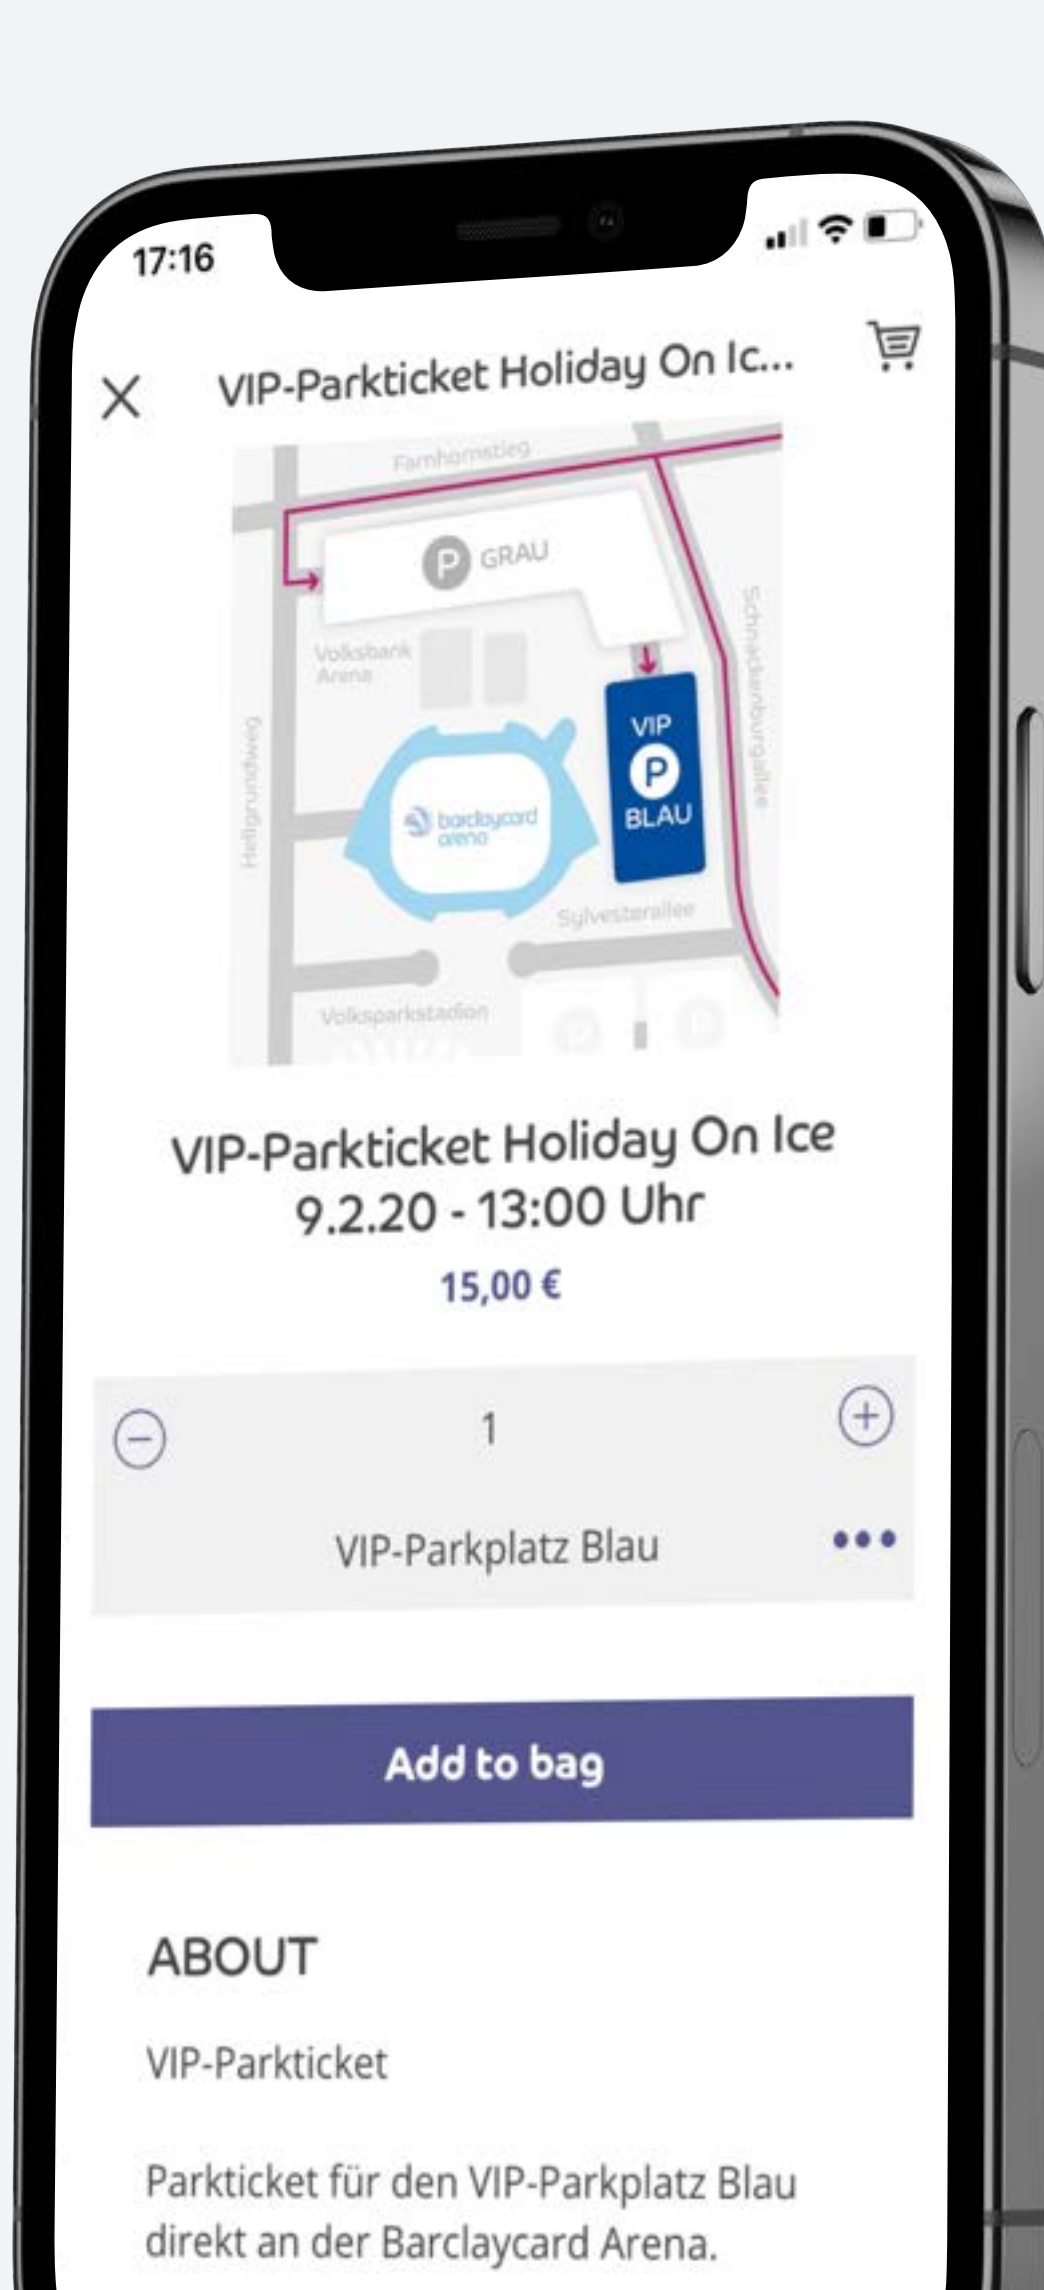 17:16
VIP-Parkticket Holiday On Ic...
Farnhornstieg
P GRAU
Volksbank
Arena
Hellgrundweg
Schnackenburgallee
VIP
P
BLAU
barclaycard
arena
Sylvesterallee
Volksparkstadion
VIP-Parkticket Holiday On Ice
9.2.20 - 13:00 Uhr
15,00 €
1
VIP-Parkplatz Blau
Add to bag
ABOUT
VIP-Parkticket
Parkticket für den VIP-Parkplatz Blau
direkt an der Barclaycard Arena.